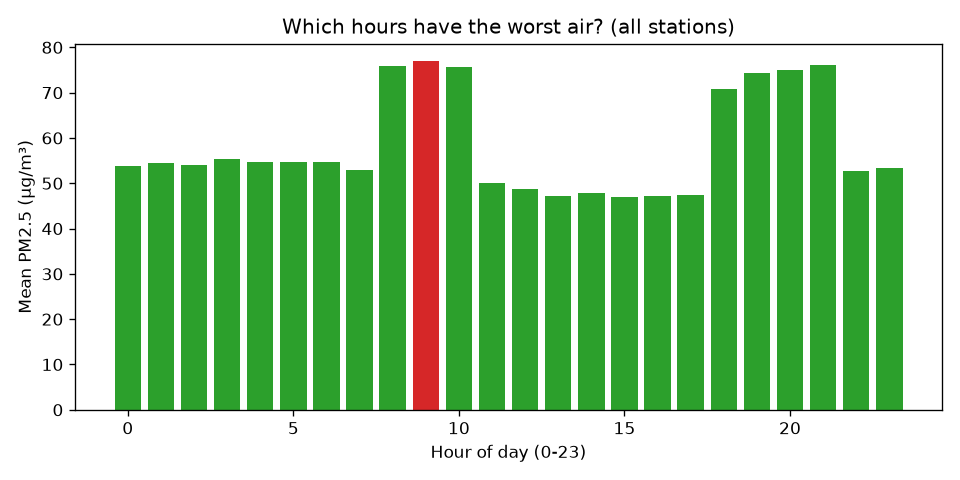 Which hours have the worst air? (all stations)
Mean PM2.5 (µg/m³)
80
70
60
50
40
30
20
10
0
0 5 10 15 20
Hour of day (0-23)